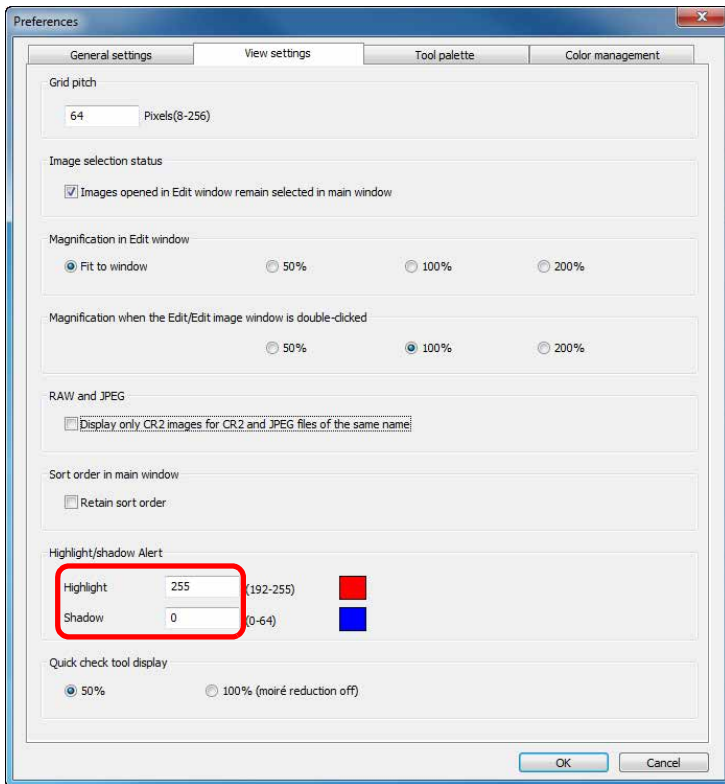 Preferences
General settings View settings Tool palette Color management
Grid pitch
64 Pixels(8-256)
Image selection status
Images opened in Edit window remain selected in main window
Magnification in Edit window
Fit to window 50% 100% 200%
Magnification when the Edit/Edit image window is double-clicked
50% 100% 200%
RAW and JPEG
Display only CR2 images for CR2 and JPEG files of the same name
Sort order in main window
Retain sort order
Highlight/shadow Alert
Highlight 255 (192-255)
Shadow 0 (0-64)
Quick check tool display
50% 100% (moiré reduction off)
OK Cancel